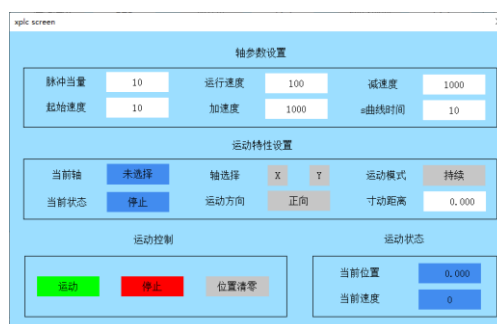 xplc screen
轴参数设置
脉冲当量 10 运行速度 100 减速度 1000
起始速度 10 加速度 1000 s曲线时间 10
运动特性设置
当前轴 未选择 轴选择 X Y 运动模式 持续
当前状态 停止 运动方向 正向 寸动距离 0.000
运动控制 运动状态
当前位置 0.000
运动 停止 位置清零
当前速度 0